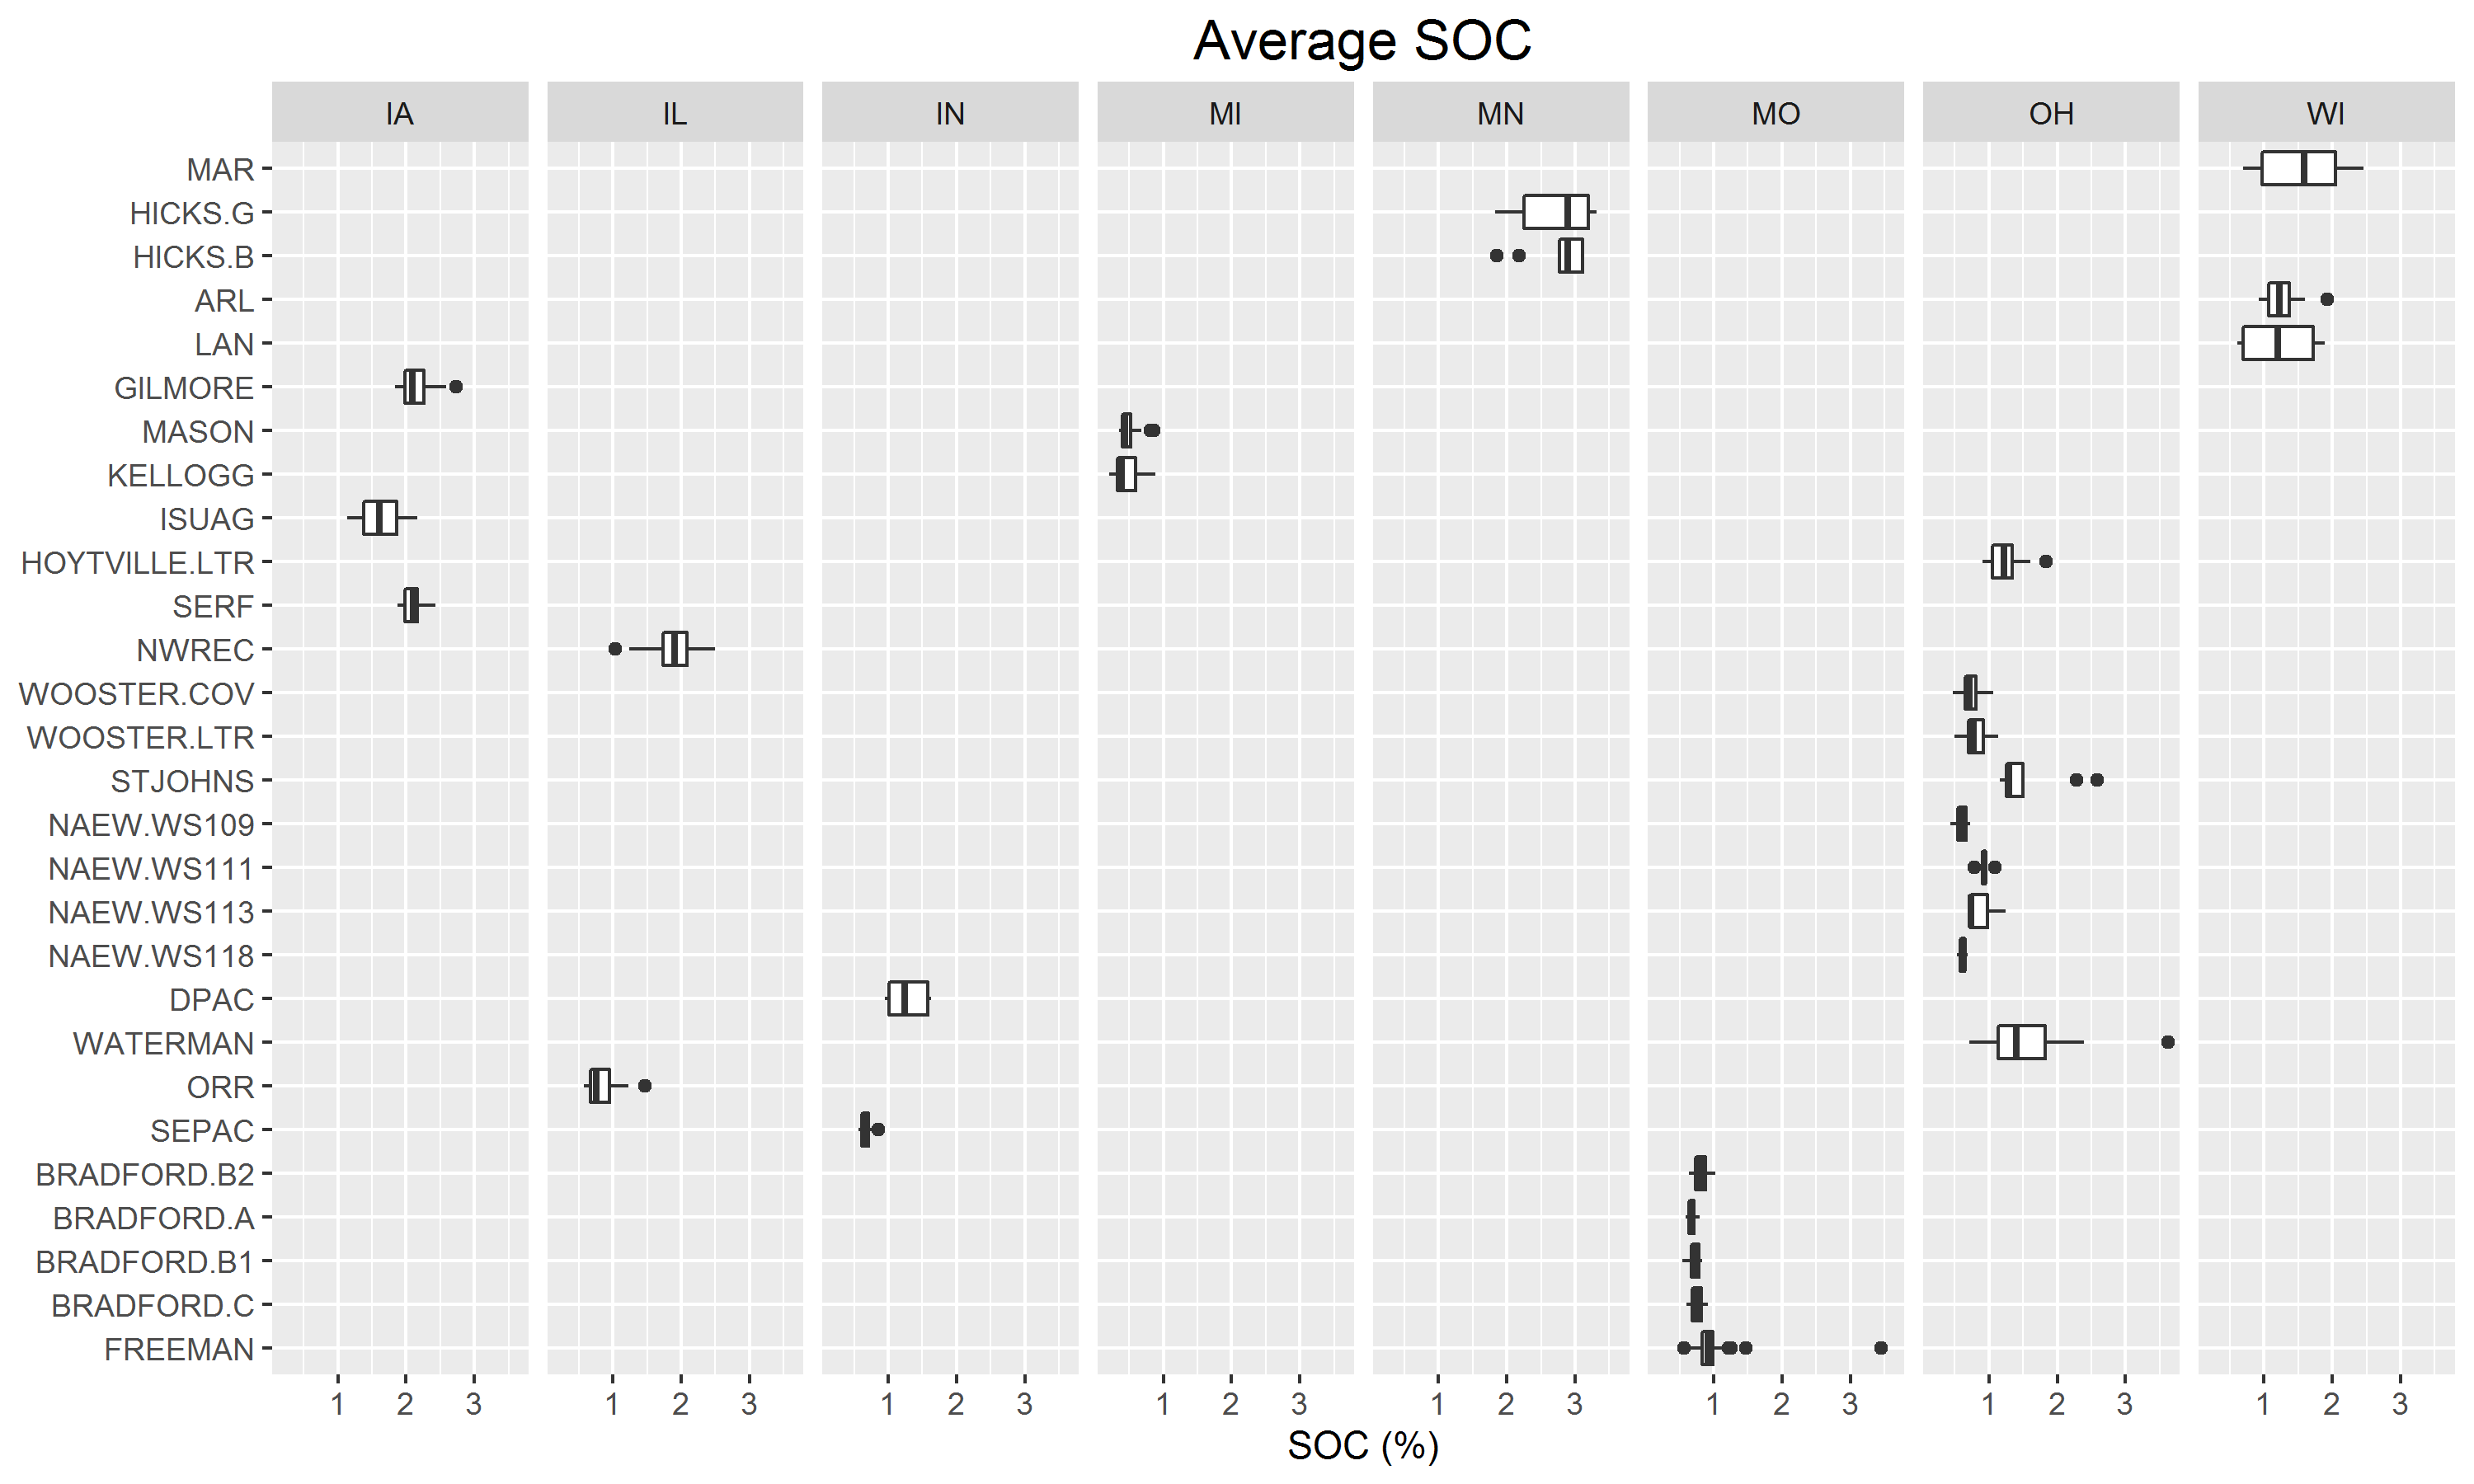 Average SOC
IA IL IN MI MN MO OH WI
MAR
HICKS.G
HICKS.B
ARL
LAN
GILMORE
MASON
KELLOGG
ISUAG
HOYTVILLE.LTR
SERF
NWREC
WOOSTER.COV
WOOSTER.LTR
STJOHNS
NAEW.WS109
NAEW.WS111
NAEW.WS113
NAEW.WS118
DPAC
WATERMAN
ORR
SEPAC
BRADFORD.B2
BRADFORD.A
BRADFORD.B1
BRADFORD.C
FREEMAN
1 2 3 1 2 3 1 2 3 1 2 3 1 2 3 1 2 3 1 2 3 1 2 3
SOC (%)